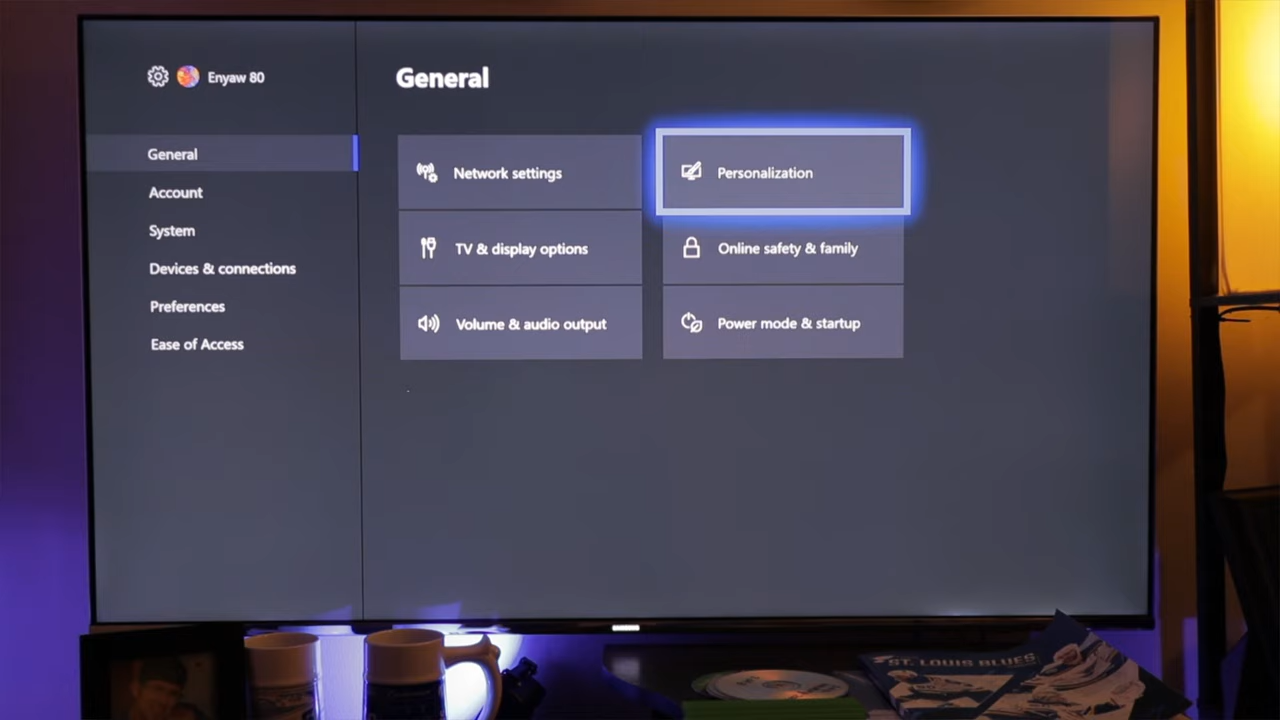 Enyaw 80
General
Account
System
Devices & connections
Preferences
Ease of Access
General
Network settings
Personalization
TV & display options
Online safety & family
Volume & audio output
Power mode & startup
ST. LOUIS BLUES